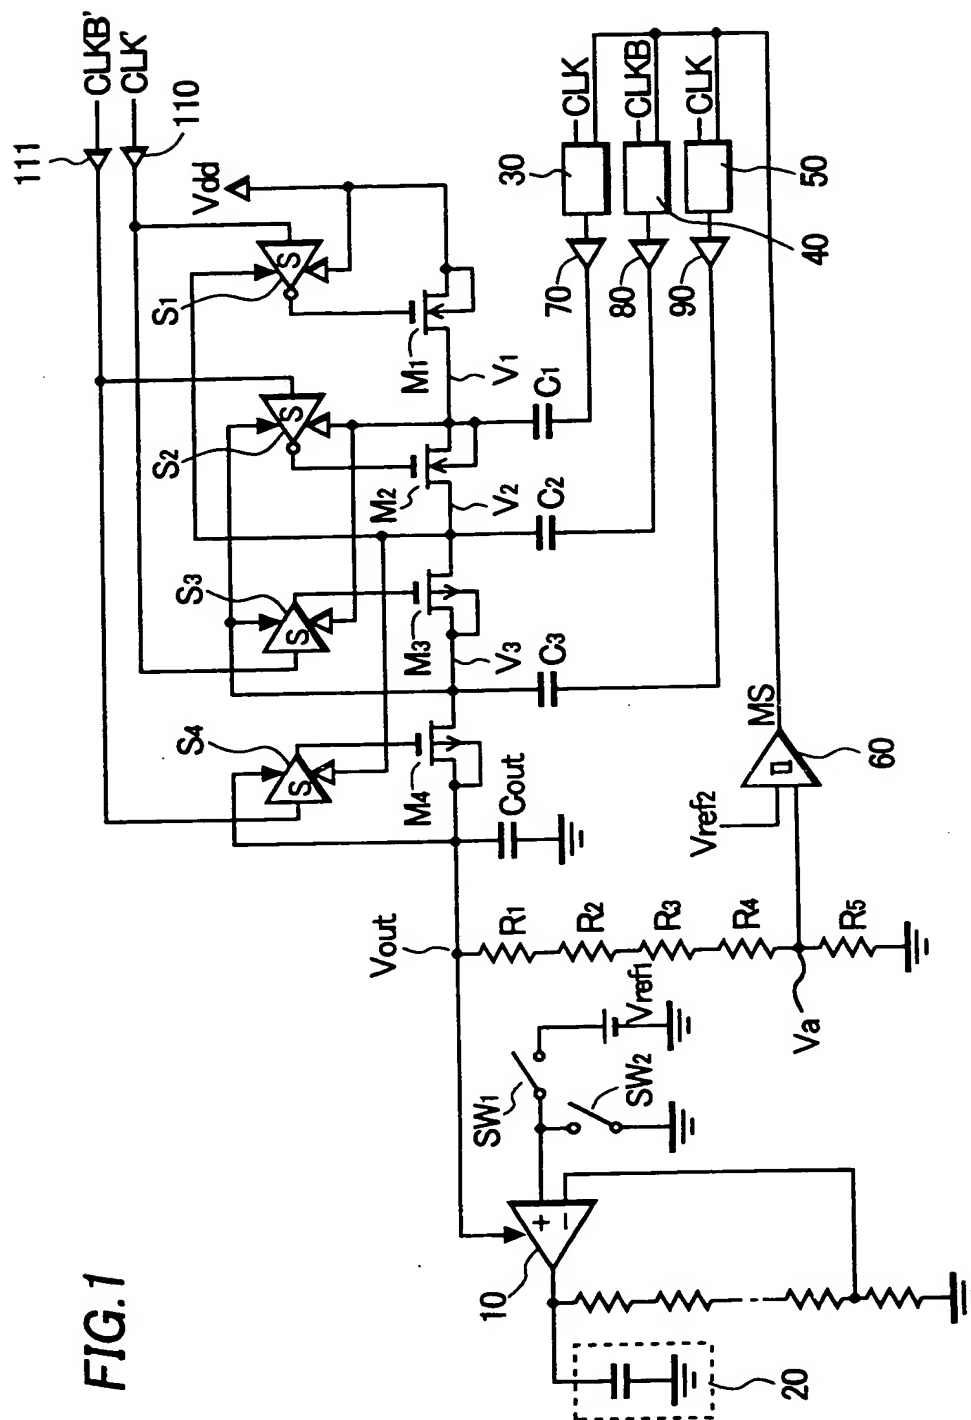 FIG.1
111
CLKB'
CLK'
110
Vdd
S1
S2
S3
S4
S
S
S
S
M1
M2
M3
M4
V1
V2
V3
C1
C2
C3
Cout
30
CLK
40
CLKB
50
CLK
70
80
90
MS
60
Vref2
Vout
R1
R2
R3
R4
R5
Va
Vref1
SW1
SW2
+
−
10
20